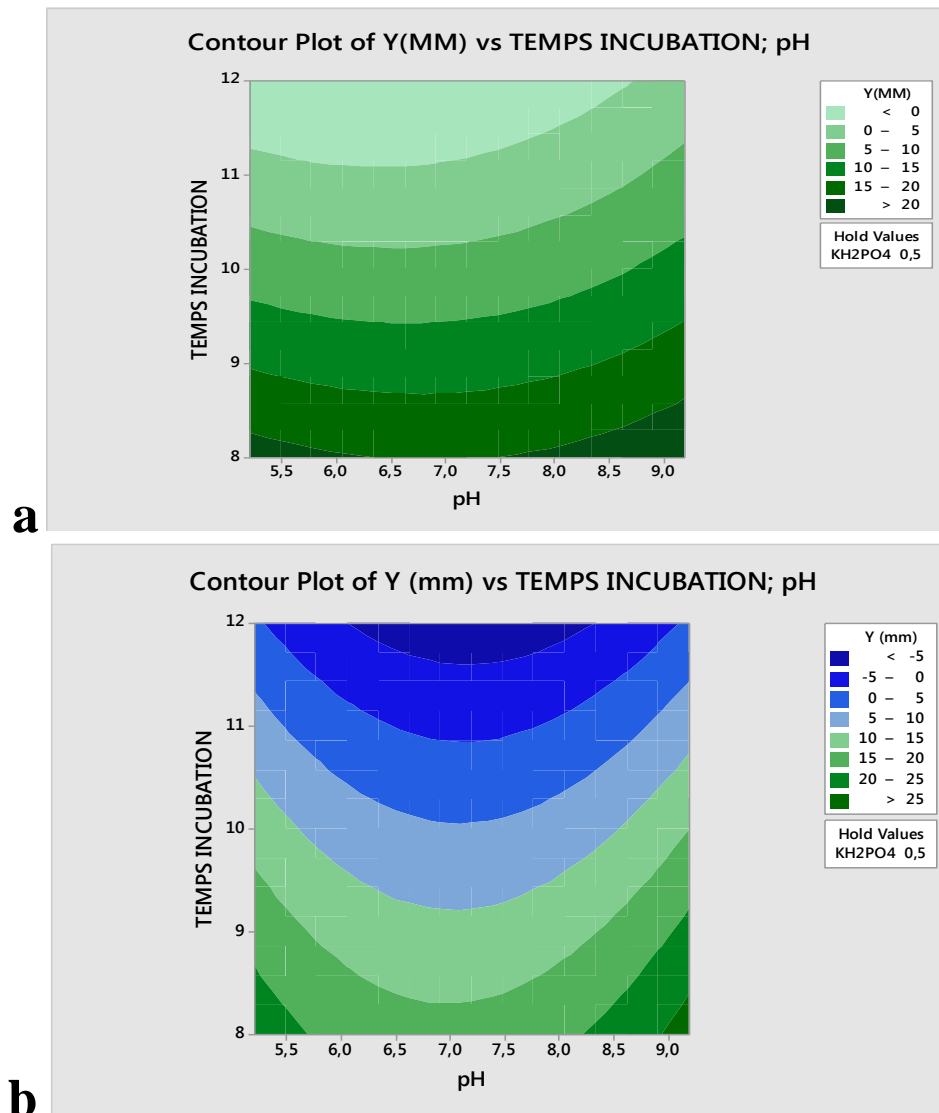 Contour Plot of Y(MM) vs TEMPS INCUBATION; pH
12
11
10
9
8
TEMPS INCUBATION
5,5 6,0 6,5 7,0 7,5 8,0 8,5 9,0
pH
Y(MM)
< 0
0 – 5
5 – 10
10 – 15
15 – 20
> 20
Hold Values
KH2PO4 0,5
a
Contour Plot of Y (mm) vs TEMPS INCUBATION; pH
12
11
10
9
8
TEMPS INCUBATION
5,5 6,0 6,5 7,0 7,5 8,0 8,5 9,0
pH
Y (mm)
< -5
-5 – 0
0 – 5
5 – 10
10 – 15
15 – 20
20 – 25
> 25
Hold Values
KH2PO4 0,5
b